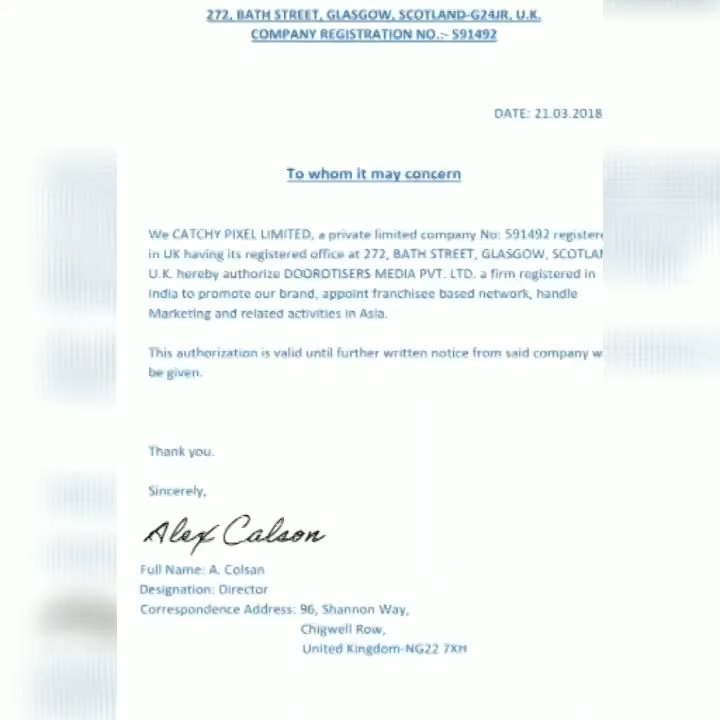 272, BATH STREET, GLASGOW, SCOTLAND-G24JR, U.K.
COMPANY REGISTRATION NO.:- 591492
DATE: 21.03.2018
To whom it may concern
We CATCHY PIXEL LIMITED, a private limited company No: 591492 register
in UK having its registered office at 272, BATH STREET, GLASGOW, SCOTLA
U.K. hereby authorize DOOROTISERS MEDIA PVT. LTD. a firm registered in
India to promote our brand, appoint franchisee based network, handle
Marketing and related activities in Asia.
This authorization is valid until further written notice from said company w
be given.
Thank you.
Sincerely,
Alex Calson
Full Name: A. Colsan
Designation: Director
Correspondence Address: 96, Shannon Way,
Chigwell Row,
United Kingdom-NG22 7XH